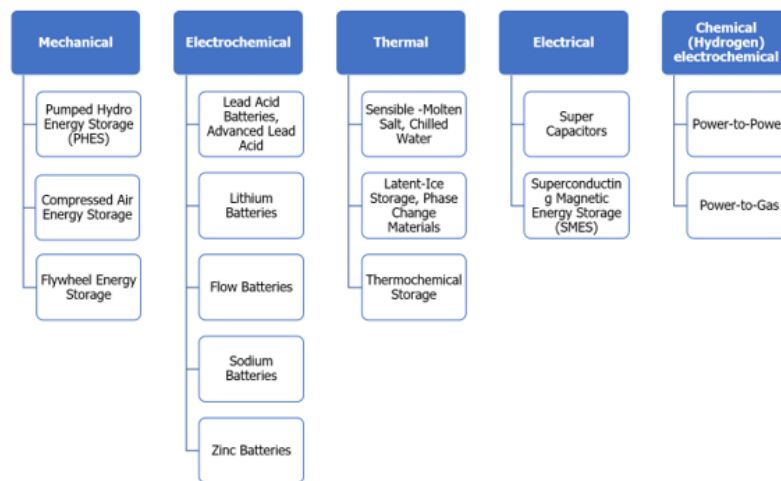 Mechanical
Pumped Hydro
Energy Storage
(PHES)
Compressed Air
Energy Storage
Flywheel Energy
Storage
Electrochemical
Lead Acid
Batteries,
Advanced Lead
Acid
Lithium
Batteries
Flow Batteries
Sodium
Batteries
Zinc Batteries
Thermal
Sensible -Molten
Salt, Chilled
Water
Latent-Ice
Storage, Phase
Change
Materials
Thermochemical
Storage
Electrical
Super
Capacitors
Superconductin
g Magnetic
Energy Storage
(SMES)
Chemical
(Hydrogen)
electrochemical
Power-to-Power
Power-to-Gas